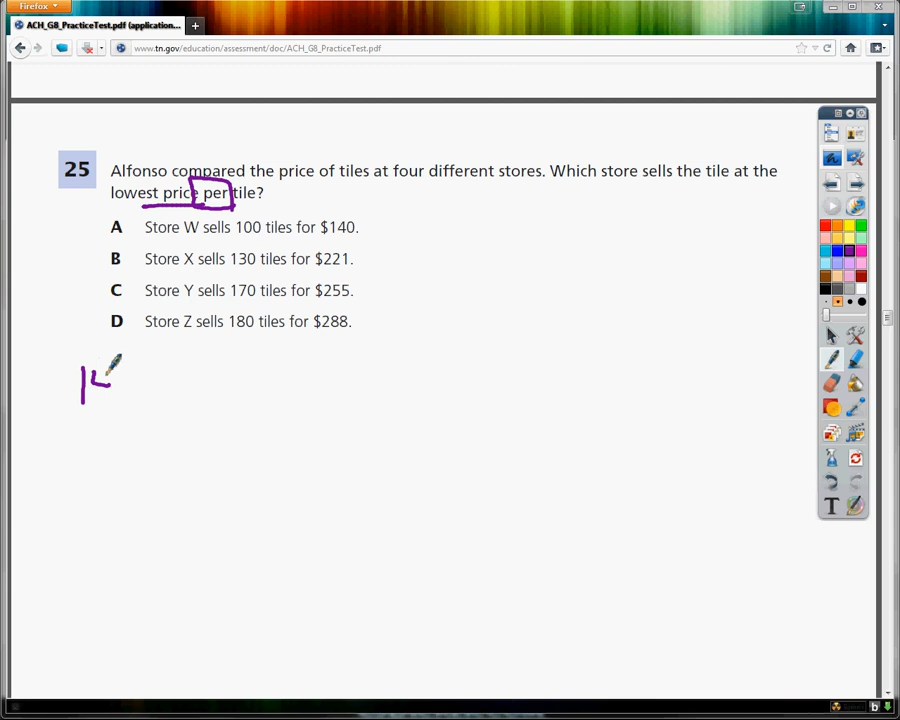 Firefox
ACH_G8_PracticeTest.pdf (application...
www.tn.gov/education/assessment/doc/ACH_G8_PracticeTest.pdf
25 Alfonso compared the price of tiles at four different stores. Which store sells the tile at the
lowest price per tile?
A Store W sells 100 tiles for $140.
B Store X sells 130 tiles for $221.
C Store Y sells 170 tiles for $255.
D Store Z sells 180 tiles for $288.
T
b